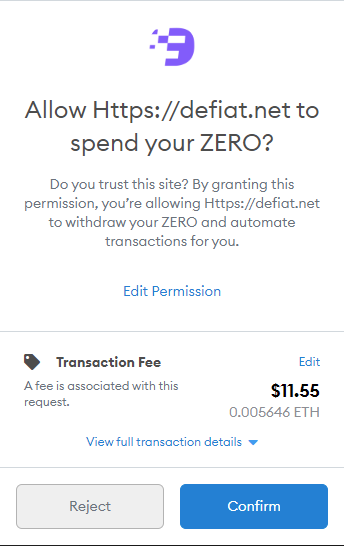 Allow Https://defiat.net to
spend your ZERO?
Do you trust this site? By granting this
permission, you’re allowing Https://defiat.net
to withdraw your ZERO and automate
transactions for you.
Edit Permission
Transaction Fee
Edit
A fee is associated with this
request.
$11.55
0.005646 ETH
View full transaction details
Reject
Confirm